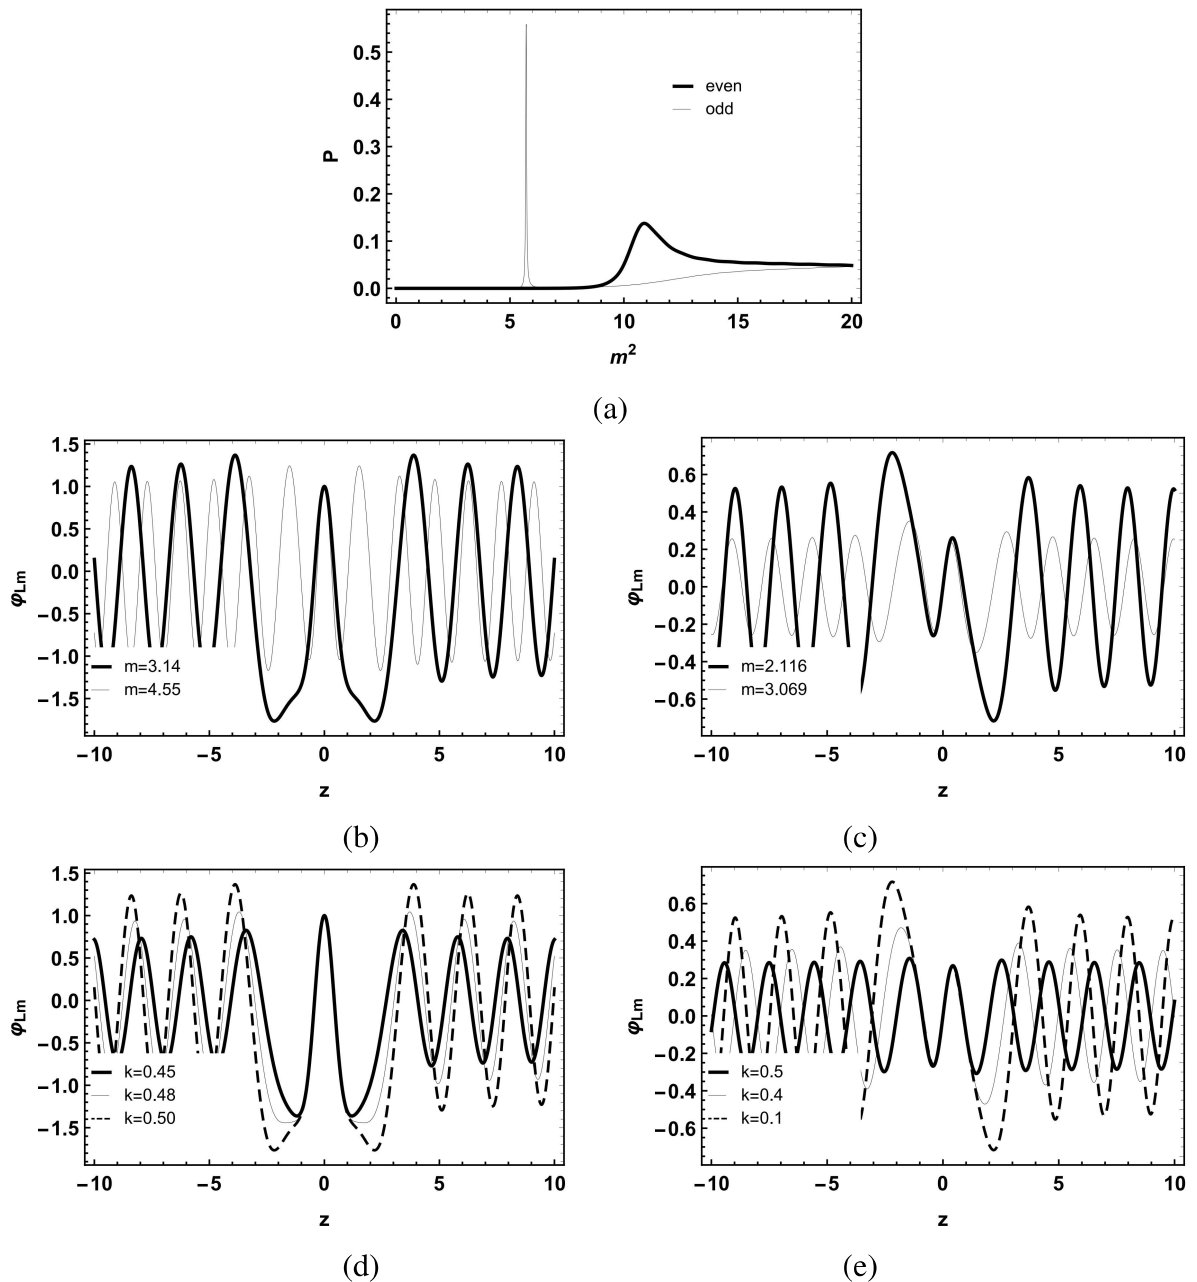 0.5
0.4
0.3
0.2
0.1
0.0
P
even
odd
0 5 10 15 20
m²
(a)
1.5
1.0
0.5
0.0
−0.5
−1.0
−1.5
φLm
m=3.14
m=4.55
−10 −5 0 5 10
z
(b)
0.6
0.4
0.2
0.0
−0.2
−0.4
−0.6
φLm
m=2.116
m=3.069
−10 −5 0 5 10
z
(c)
1.5
1.0
0.5
0.0
−0.5
−1.0
−1.5
φLm
k=0.45
k=0.48
k=0.50
−10 −5 0 5 10
z
(d)
0.6
0.4
0.2
0.0
−0.2
−0.4
−0.6
φLm
k=0.5
k=0.4
k=0.1
−10 −5 0 5 10
z
(e)